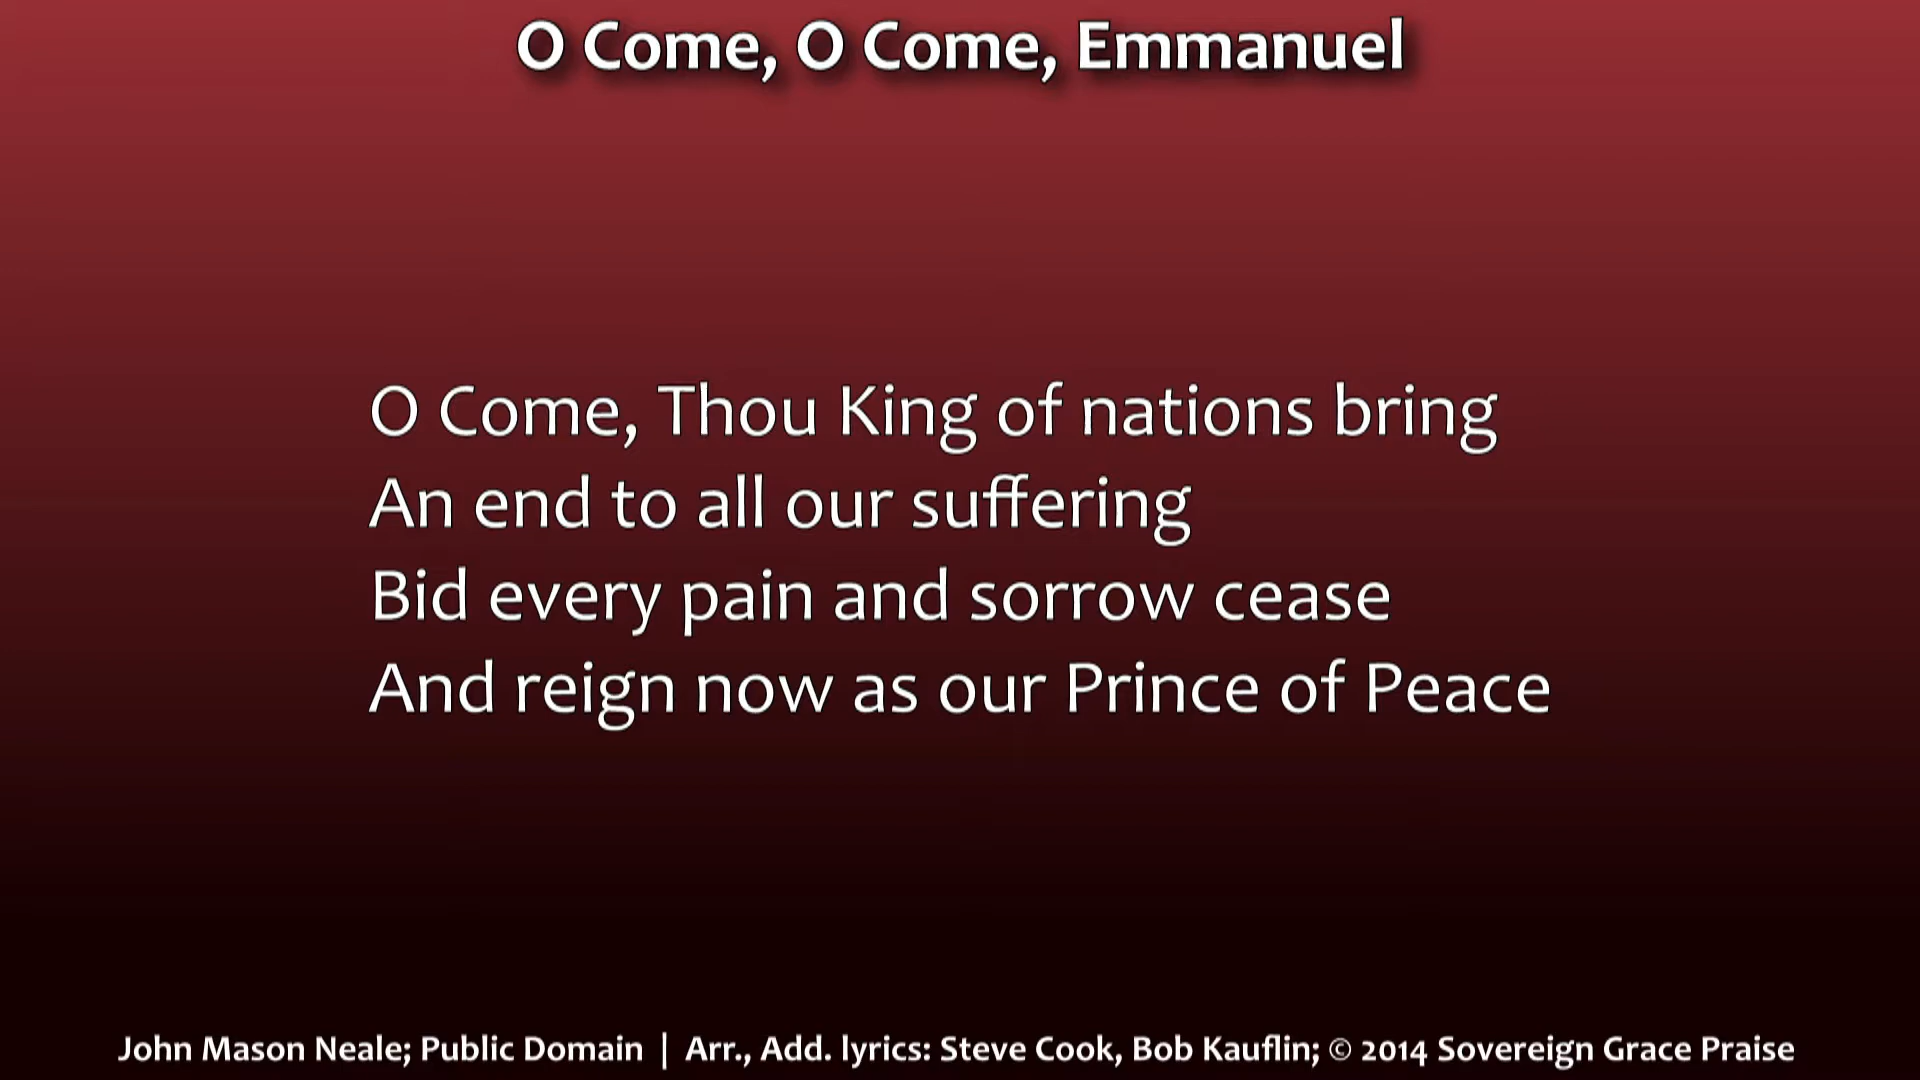 O Come, O Come, Emmanuel
O Come, Thou King of nations bring
An end to all our suffering
Bid every pain and sorrow cease
And reign now as our Prince of Peace
John Mason Neale; Public Domain | Arr., Add. lyrics: Steve Cook, Bob Kauflin; © 2014 Sovereign Grace Praise